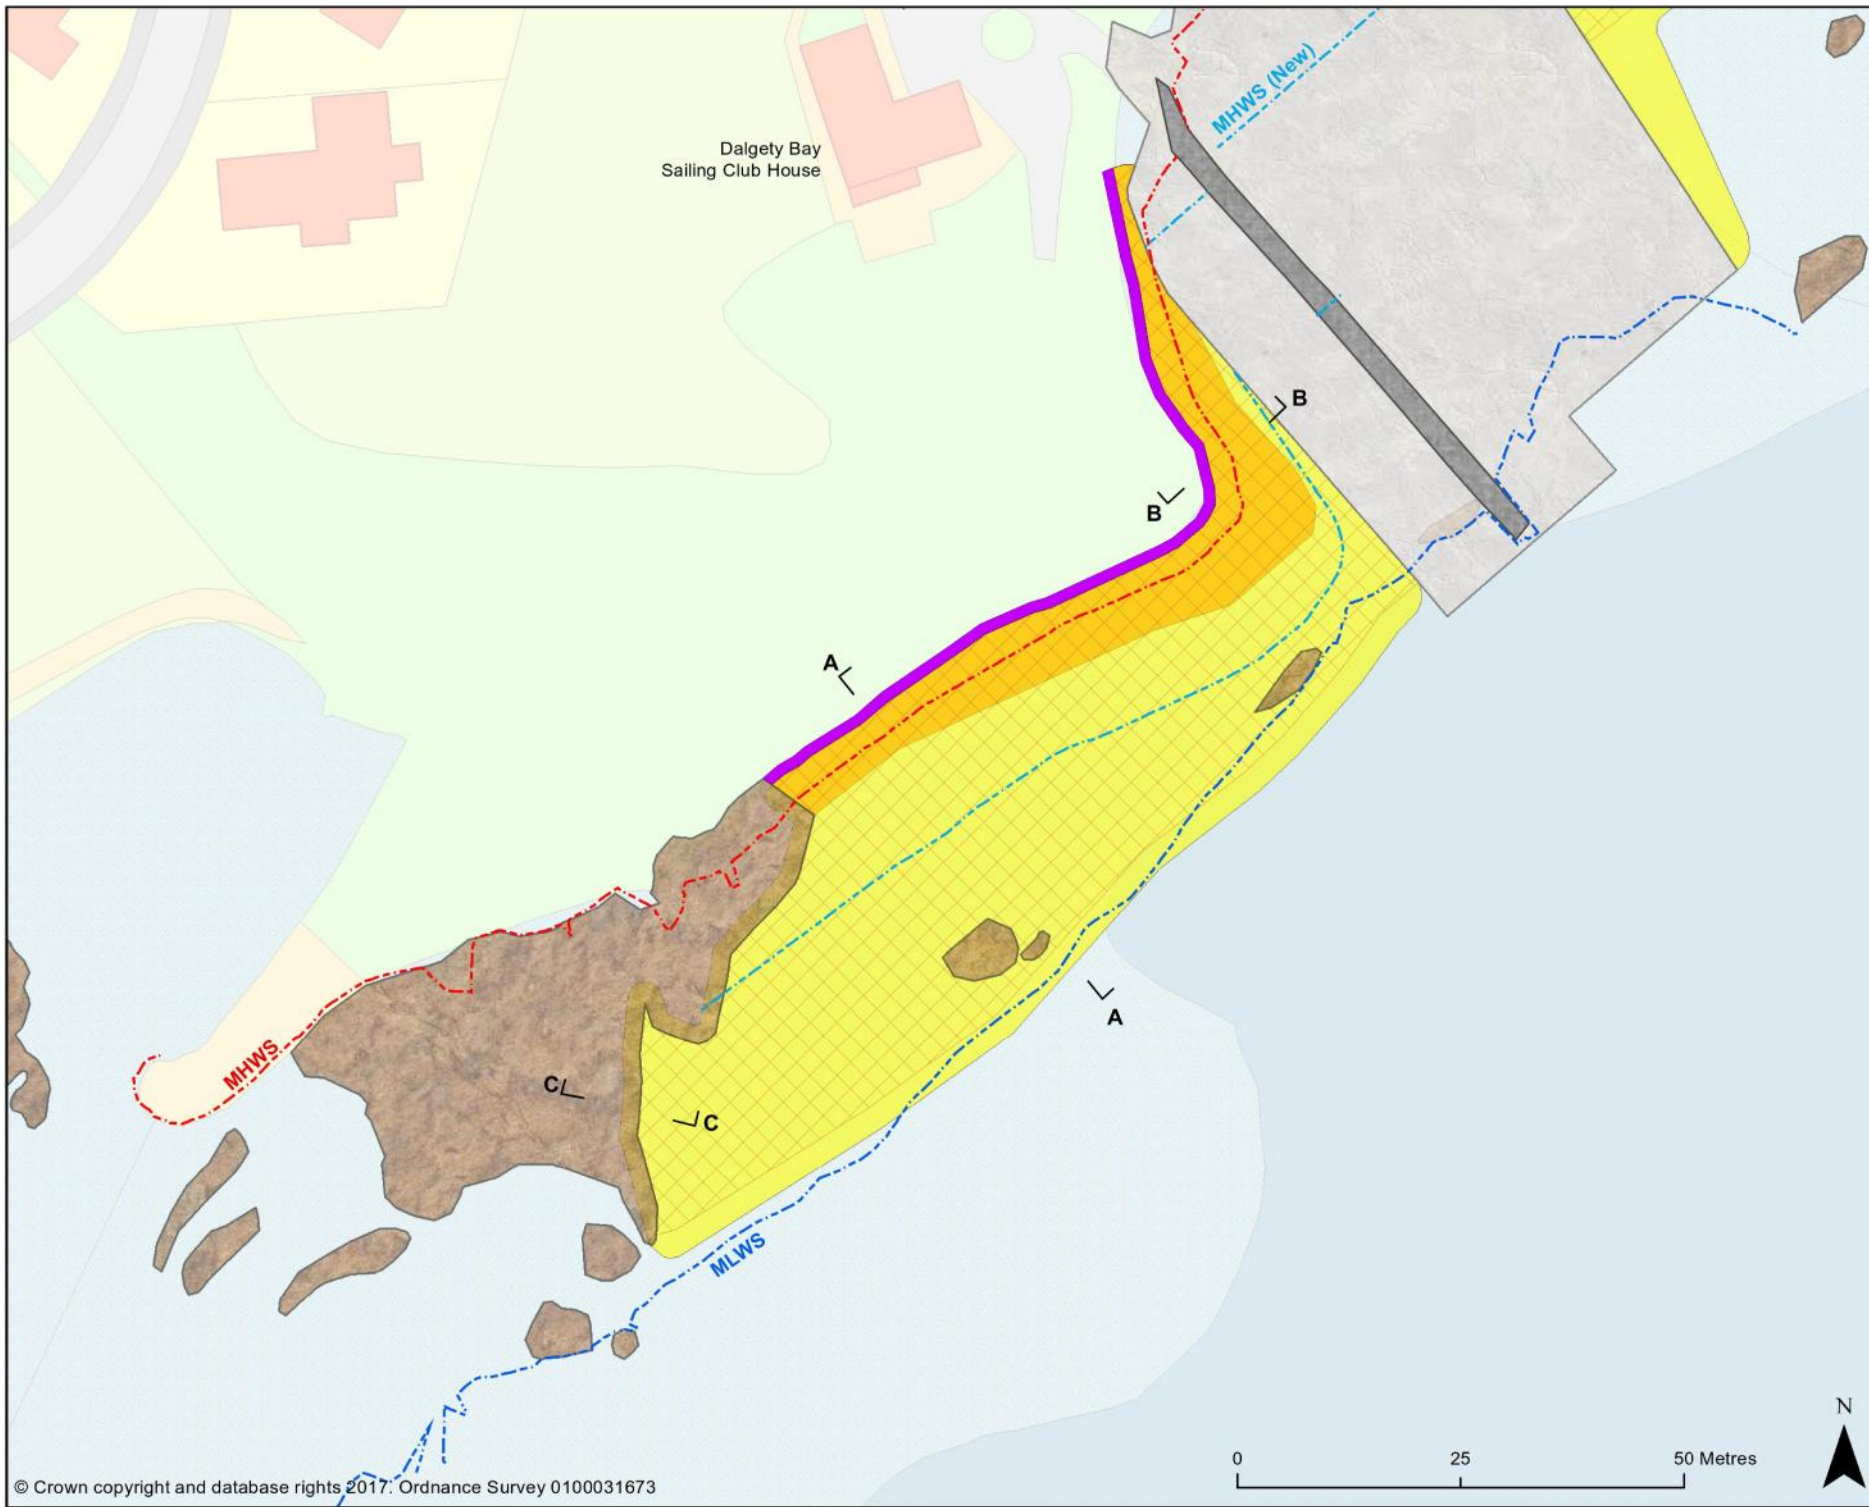 MHWS (New)
Dalgety Bay
Sailing Club House
B
B
A
A
C
C
MHWS
MLWS
N
0 25 50 Metres
© Crown copyright and database rights 2017. Ordnance Survey 0100031673